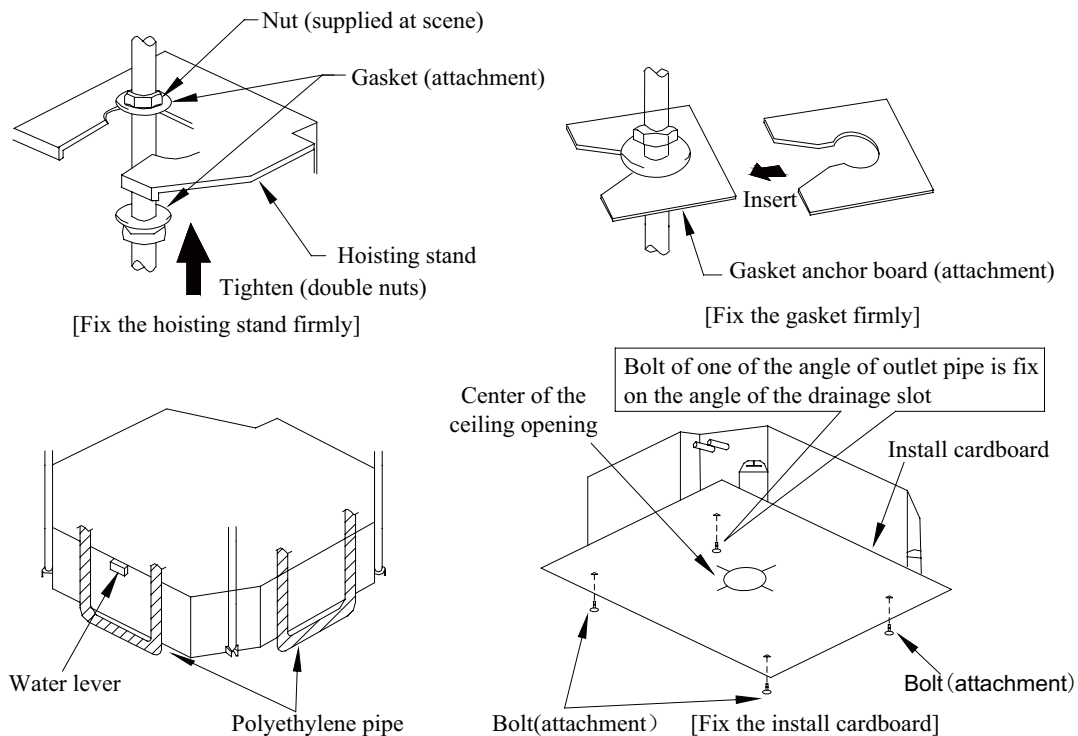 Nut (supplied at scene)
Gasket (attachment)
Hoisting stand
Tighten (double nuts)
[Fix the hoisting stand firmly]
Insert
Gasket anchor board (attachment)
[Fix the gasket firmly]
Water lever
Polyethylene pipe
Bolt of one of the angle of outlet pipe is fix
on the angle of the drainage slot
Center of the
ceiling opening
Install cardboard
Bolt（attachment）
Bolt(attachment）
[Fix the install cardboard]